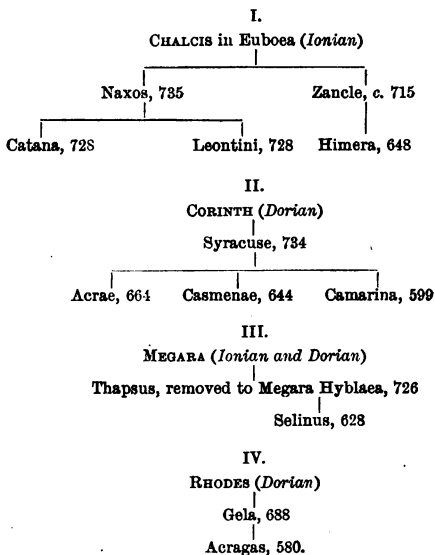 I.
CHALCIS in Euboea (Ionian)
Naxos, 735 Zancle, c. 715
Catana, 728 Leontini, 728 Himera, 648
II.
CORINTH (Dorian)
Syracuse, 734
Acrae, 664 Casmenae, 644 Camarina, 599
III.
MEGARA (Ionian and Dorian)
Thapsus, removed to Megara Hyblaea, 726
Selinus, 628
IV.
RHODES (Dorian)
Gela, 688
Acragas, 580.